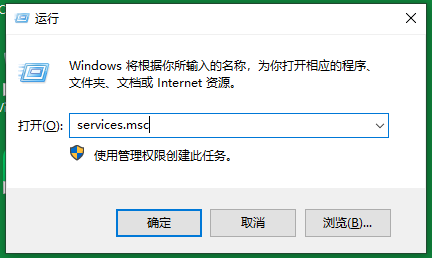 运行
Windows 将根据你所输入的名称，为你打开相应的程序、
文件夹、文档或 Internet 资源。
打开(O): services.msc
使用管理权限创建此任务。
确定 取消 浏览(B)...